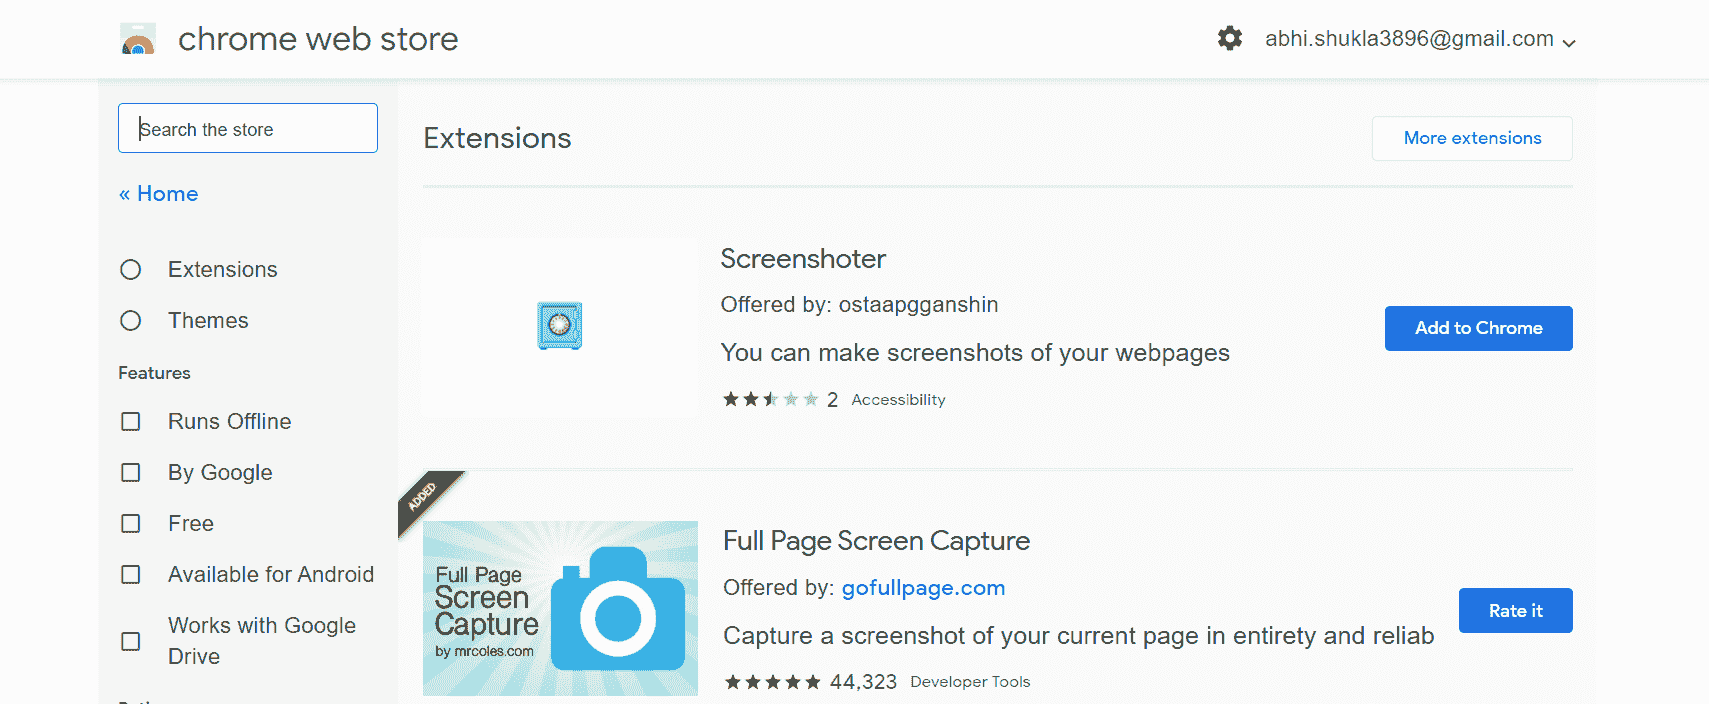 chrome web store
abhi.shukla3896@gmail.com
Search the store
« Home
Extensions
Themes
Features
Runs Offline
By Google
Free
Available for Android
Works with Google
Drive
Extensions
More extensions
Screenshoter
Offered by: ostaapgganshin
You can make screenshots of your webpages
2 Accessibility
Add to Chrome
ADDED
Full Page
Screen
Capture
by mrcoles.com
Full Page Screen Capture
Offered by: gofullpage.com
Capture a screenshot of your current page in entirety and reliab
44,323 Developer Tools
Rate it